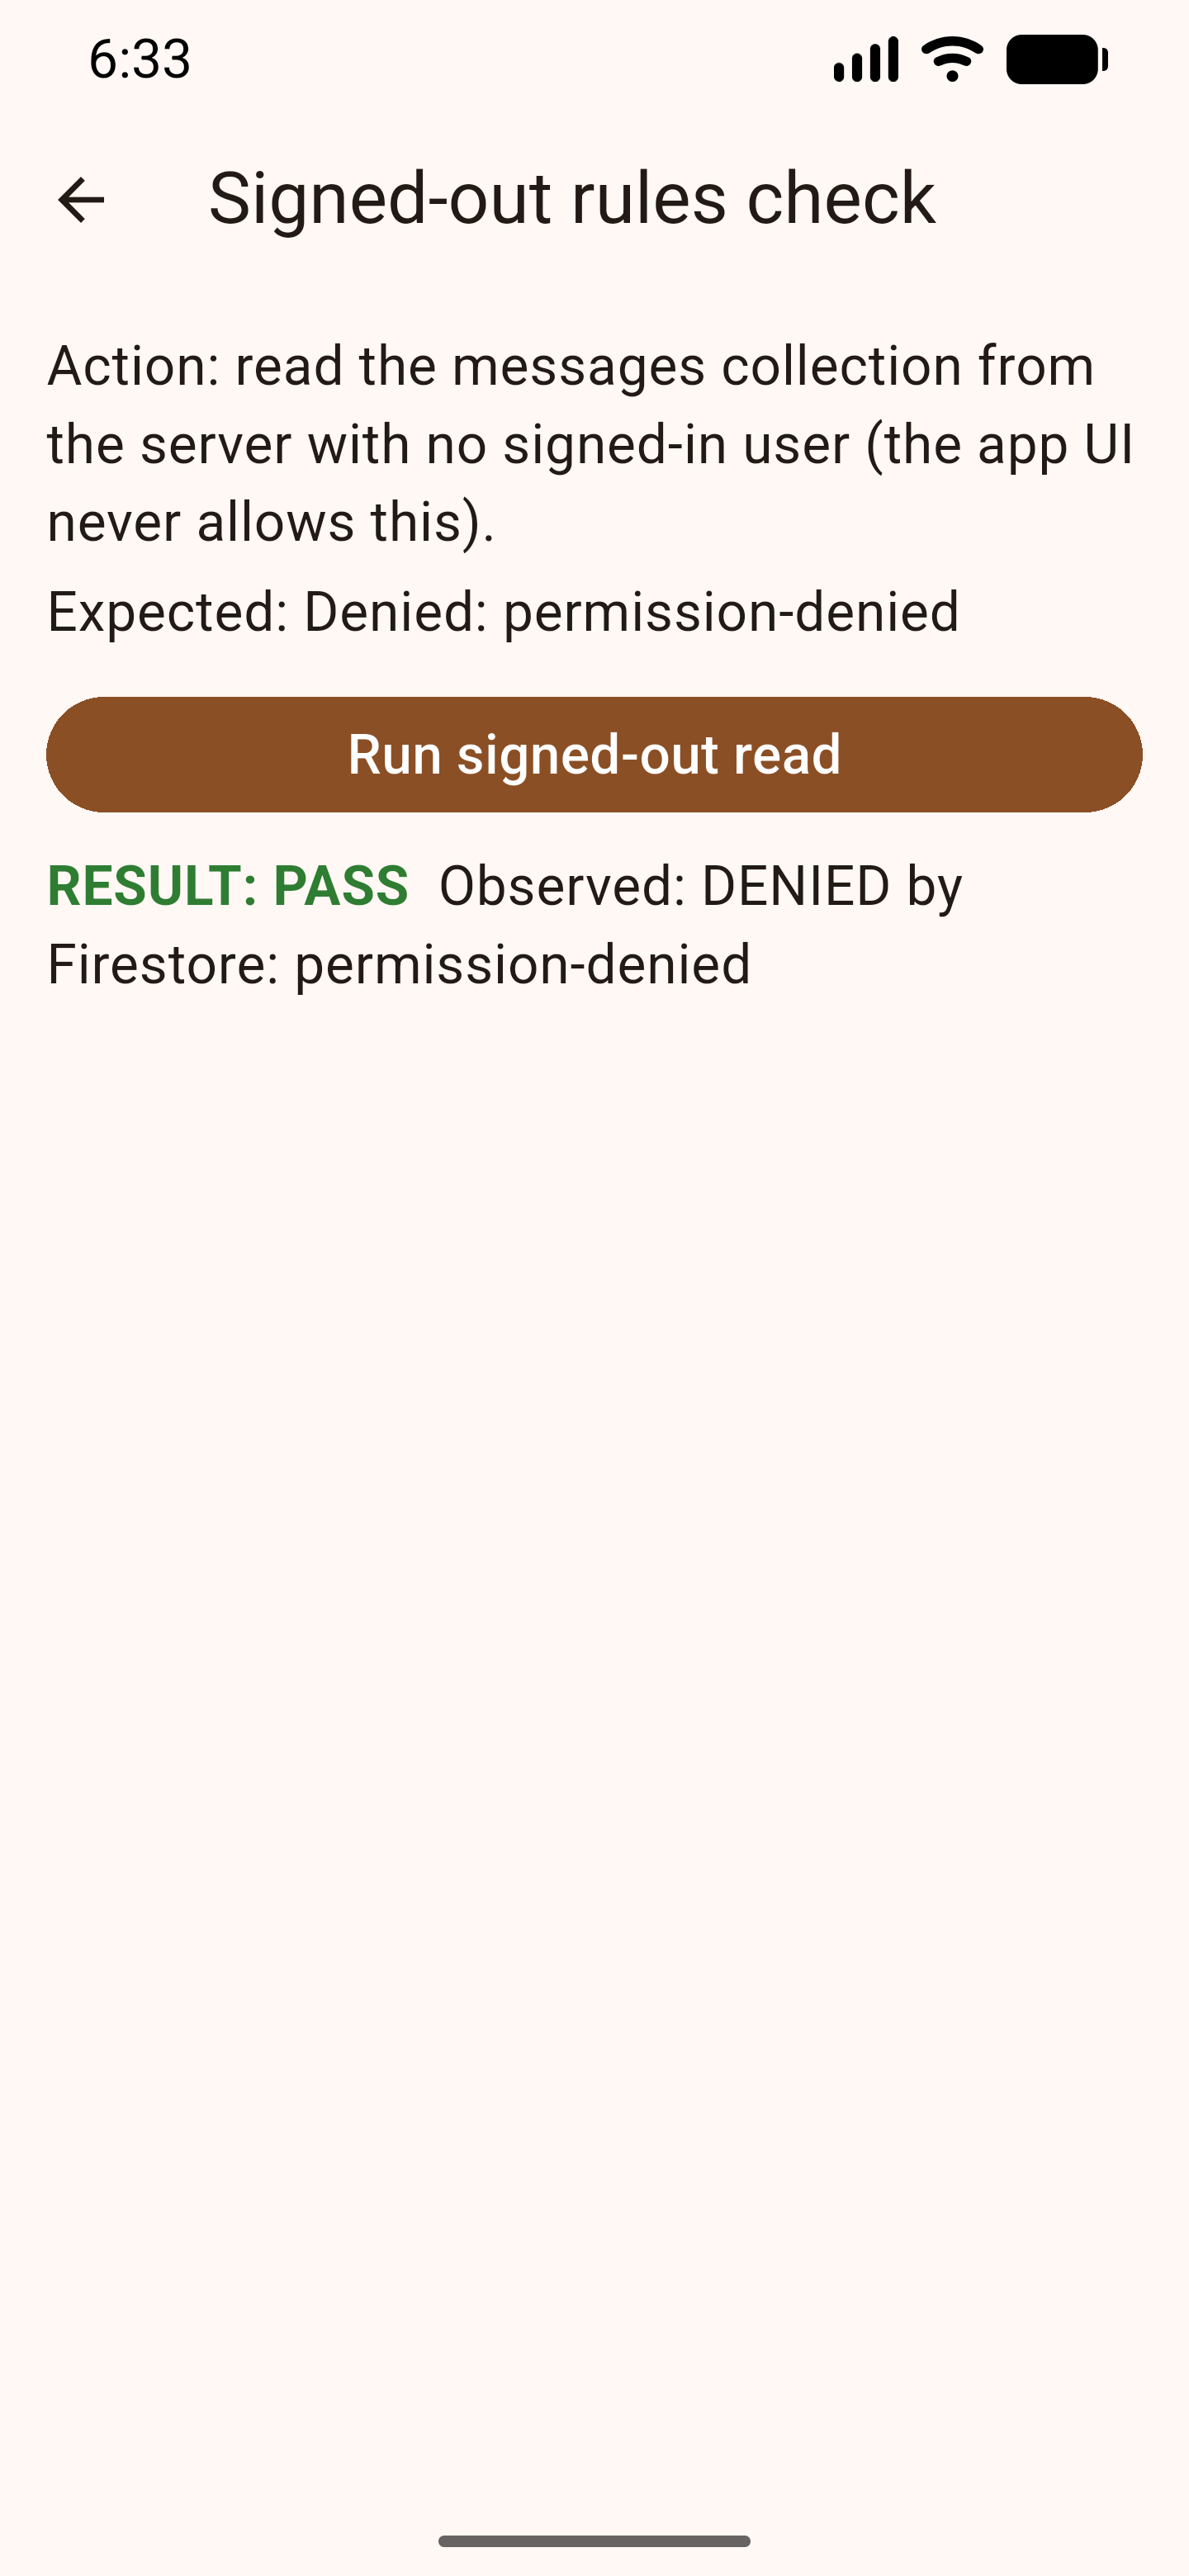 6:33
Signed-out rules check
Action: read the messages collection from
the server with no signed-in user (the app UI
never allows this).
Expected: Denied: permission-denied
Run signed-out read
RESULT: PASS Observed: DENIED by
Firestore: permission-denied